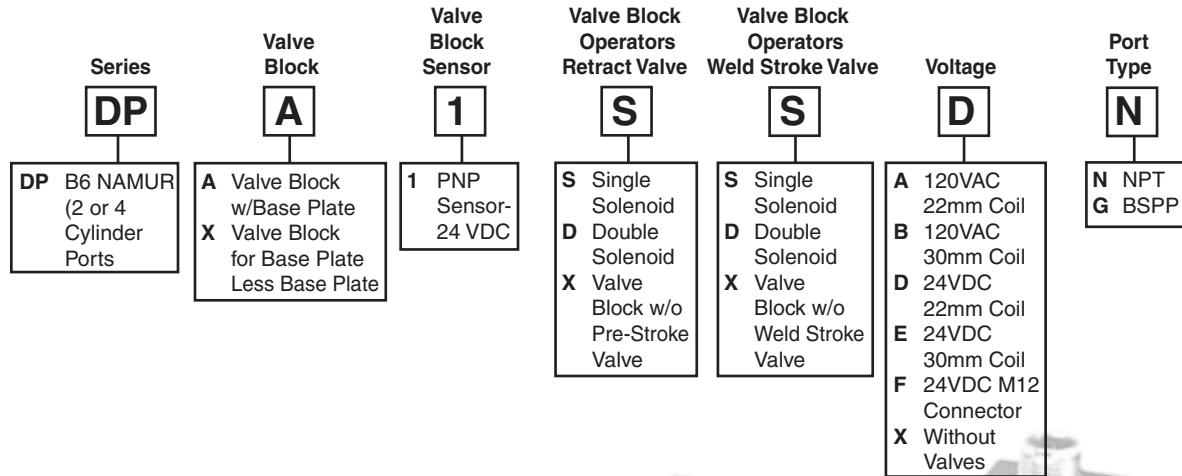 Series
DP
DP B6 NAMUR
(2 or 4
Cylinder
Ports
Valve
Block
A
A Valve Block
w/Base Plate
X Valve Block
for Base Plate
Less Base Plate
Valve
Block
Sensor
1
1 PNP
Sensor-
24 VDC
Valve Block
Operators
Retract Valve
S
S Single
Solenoid
D Double
Solenoid
X Valve
Block w/o
Pre-Stroke
Valve
Valve Block
Operators
Weld Stroke Valve
S
S Single
Solenoid
D Double
Solenoid
X Valve
Block w/o
Weld Stroke
Valve
Voltage
D
A 120VAC
22mm Coil
B 120VAC
30mm Coil
D 24VDC
22mm Coil
E 24VDC
30mm Coil
F 24VDC M12
Connector
X Without
Valves
Port
Type
N
N NPT
G BSPP